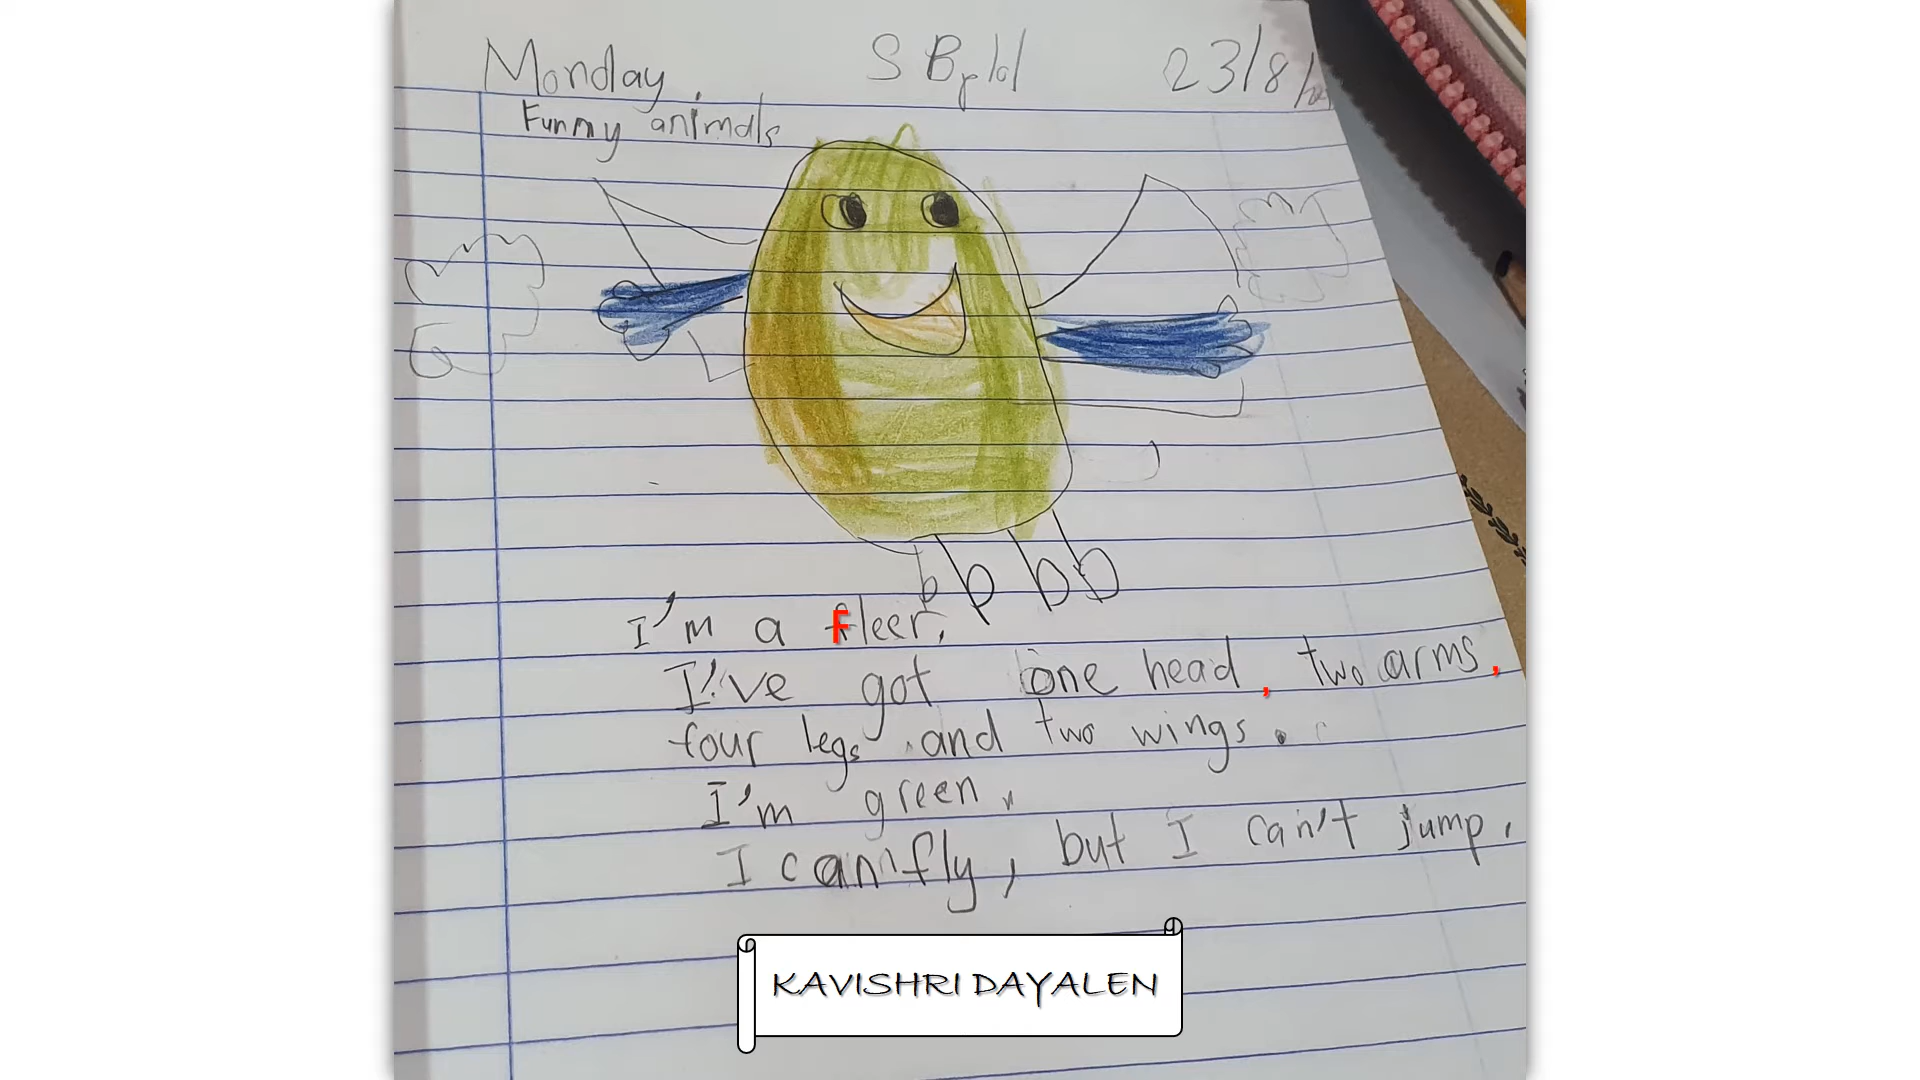 Monday. 23/8
Funny animals
I'm a Fleer.
I've got one head, two arms,
four legs and two wings.
I'm green.
I can fly, but I can't jump.
KAVISHRI DAYALEN